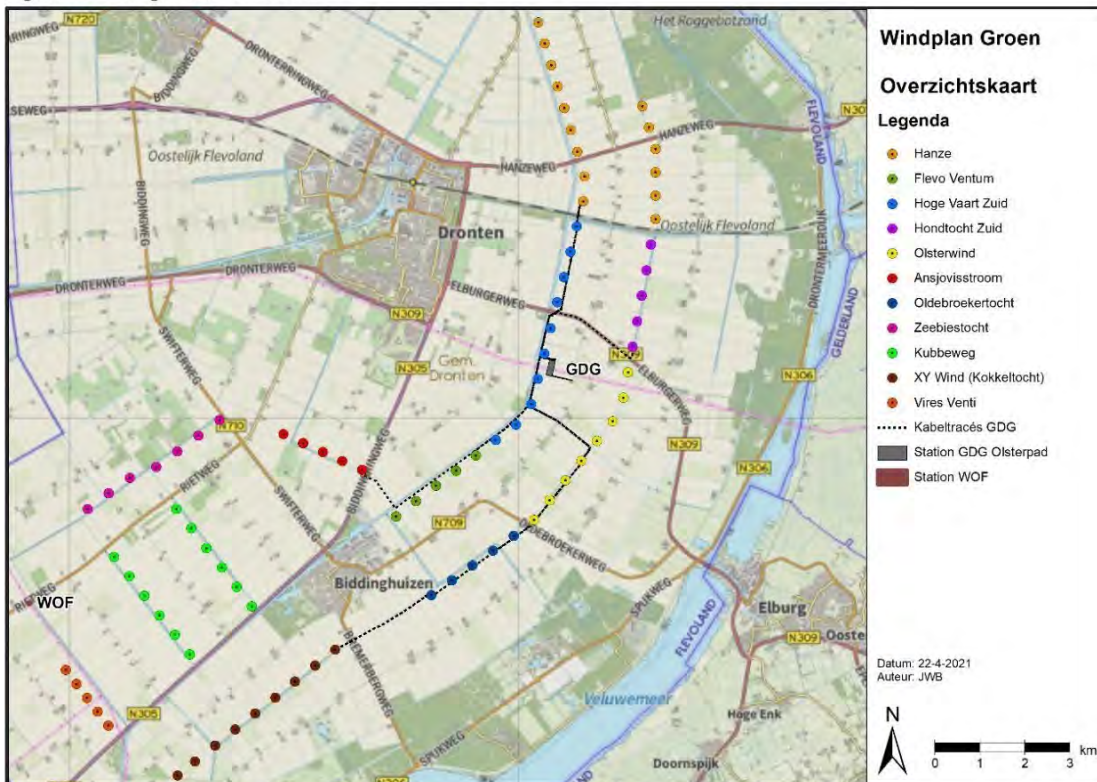 N720
Het Roggebotzand
Windplan Groen
Overzichtskaart
Legenda
Hanze
Flevo Ventum
Hoge Vaart Zuid
Hondtocht Zuid
Olsterwind
Ansjovisstroom
Oldebroekertocht
Zeebiestocht
Kubbeweg
XY Wind (Kokkeltocht)
Vires Venti
Kabeltracés GDG
Station GDG Olsterpad
Station WOF
DRONTERRINGWEG
BIDDINGWEG
FLEVOLAND
HANZEWEG
Oostelijk Flevoland
HANZEWEG
BIDDINGWEG
Oostelijk Flevoland
Dronten
DRONTERMEERDIJK
DRONTERWEG
DRONTERWEG
ELBURGERWEG
GELDERLAND
SWIFTERWEG
N309
Gem.
Dronten
N305
GDG
N309
ELBURGERWEG
N306
N710
BIDDINGRINGWEG
N309
N306
RIETWEG
SWIFTERWEG
N709
OLDEBROEKERWEG
Biddinghuizen
RIETWEG
WOF
SPIJKWEG
FLEVOLAND
Elburg
N309
BREMERBERGWEG
Veluwemeer
N305
SPIJKWEG
Hoge Enk
Doornspijk
Datum: 22-4-2021
Auteur: JWB
N
0 1 2 3 km